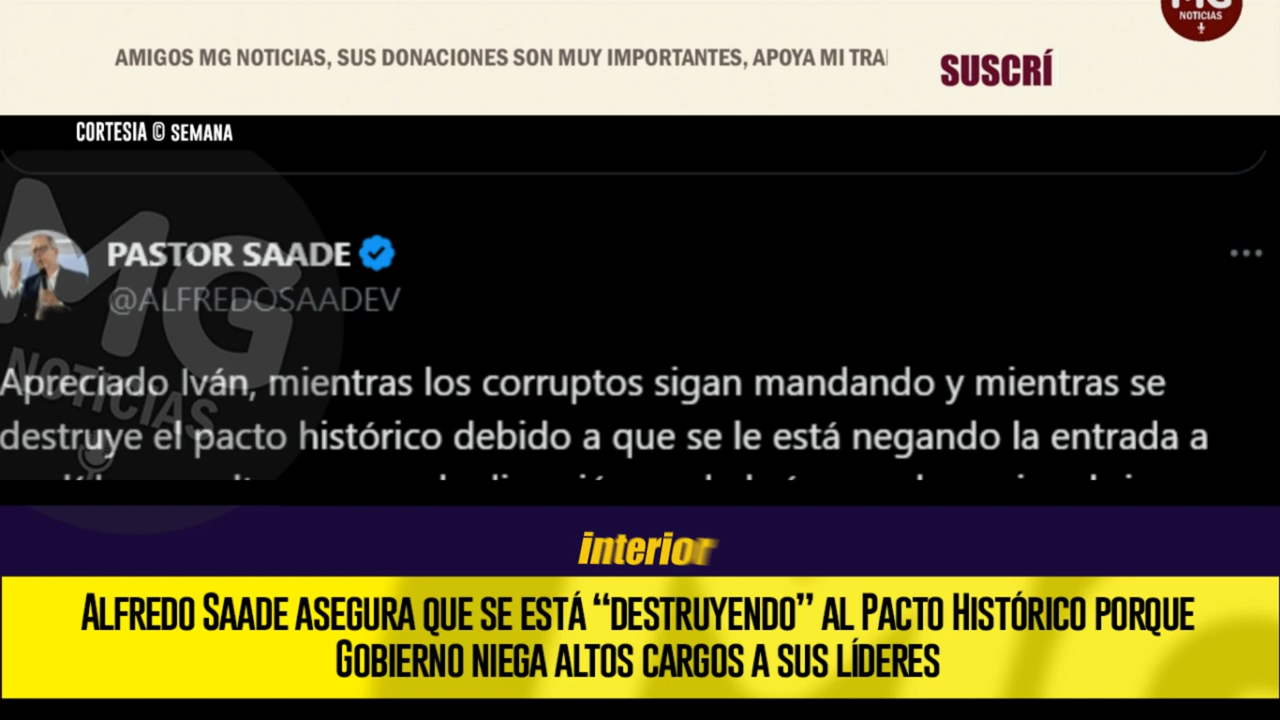 MG
NOTICIAS
AMIGOS MG NOTICIAS, SUS DONACIONES SON MUY IMPORTANTES, APOYA MI
SUSCRÍ
CORTESIA © SEMANA
PASTOR SAADE
@ALFREDOSAADEV
MG
NOTICIAS
Apreciado Iván, mientras los corruptos sigan mandando y mientras se
destruye el pacto histórico debido a que se le está negando la entrada a
interior
ALFREDO SAADE ASEGURA QUE SE ESTÁ “DESTRUYENDO” AL PACTO HISTÓRICO PORQUE
GOBIERNO NIEGA ALTOS CARGOS A SUS LÍDERES